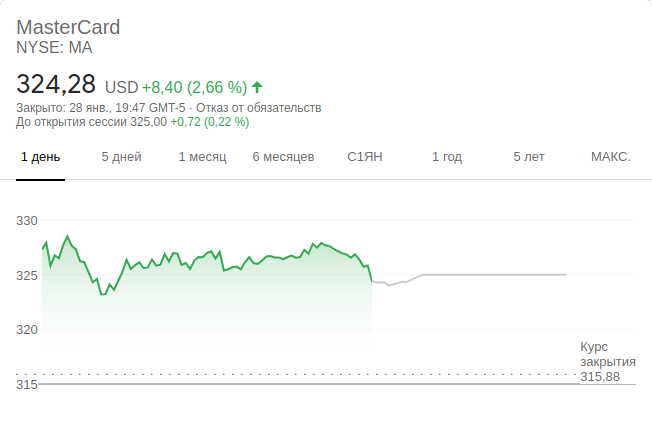 MasterCard
NYSE: MA
324,28 USD +8,40 (2,66 %)
Закрыто: 28 янв., 19:47 GMT-5 · Отказ от обязательств
До открытия сессии 325,00 +0,72 (0,22 %)
1 день 5 дней 1 месяц 6 месяцев С1ЯН 1 год 5 лет МАКС.
330
325
320
Курс
закрытия
315,88
315